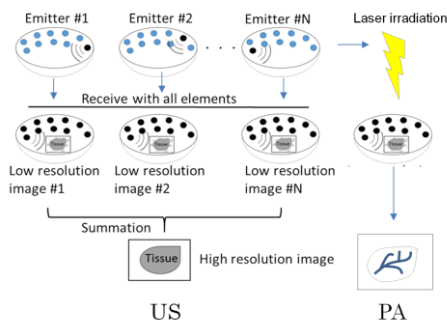 Emitter #1
Emitter #2
Emitter #N
Laser irradiation
. . .
Receive with all elements
Tissue
Tissue
Tissue
Low resolution
image #1
Low resolution
image #2
Low resolution
image #N
Summation
Tissue
High resolution image
US
PA